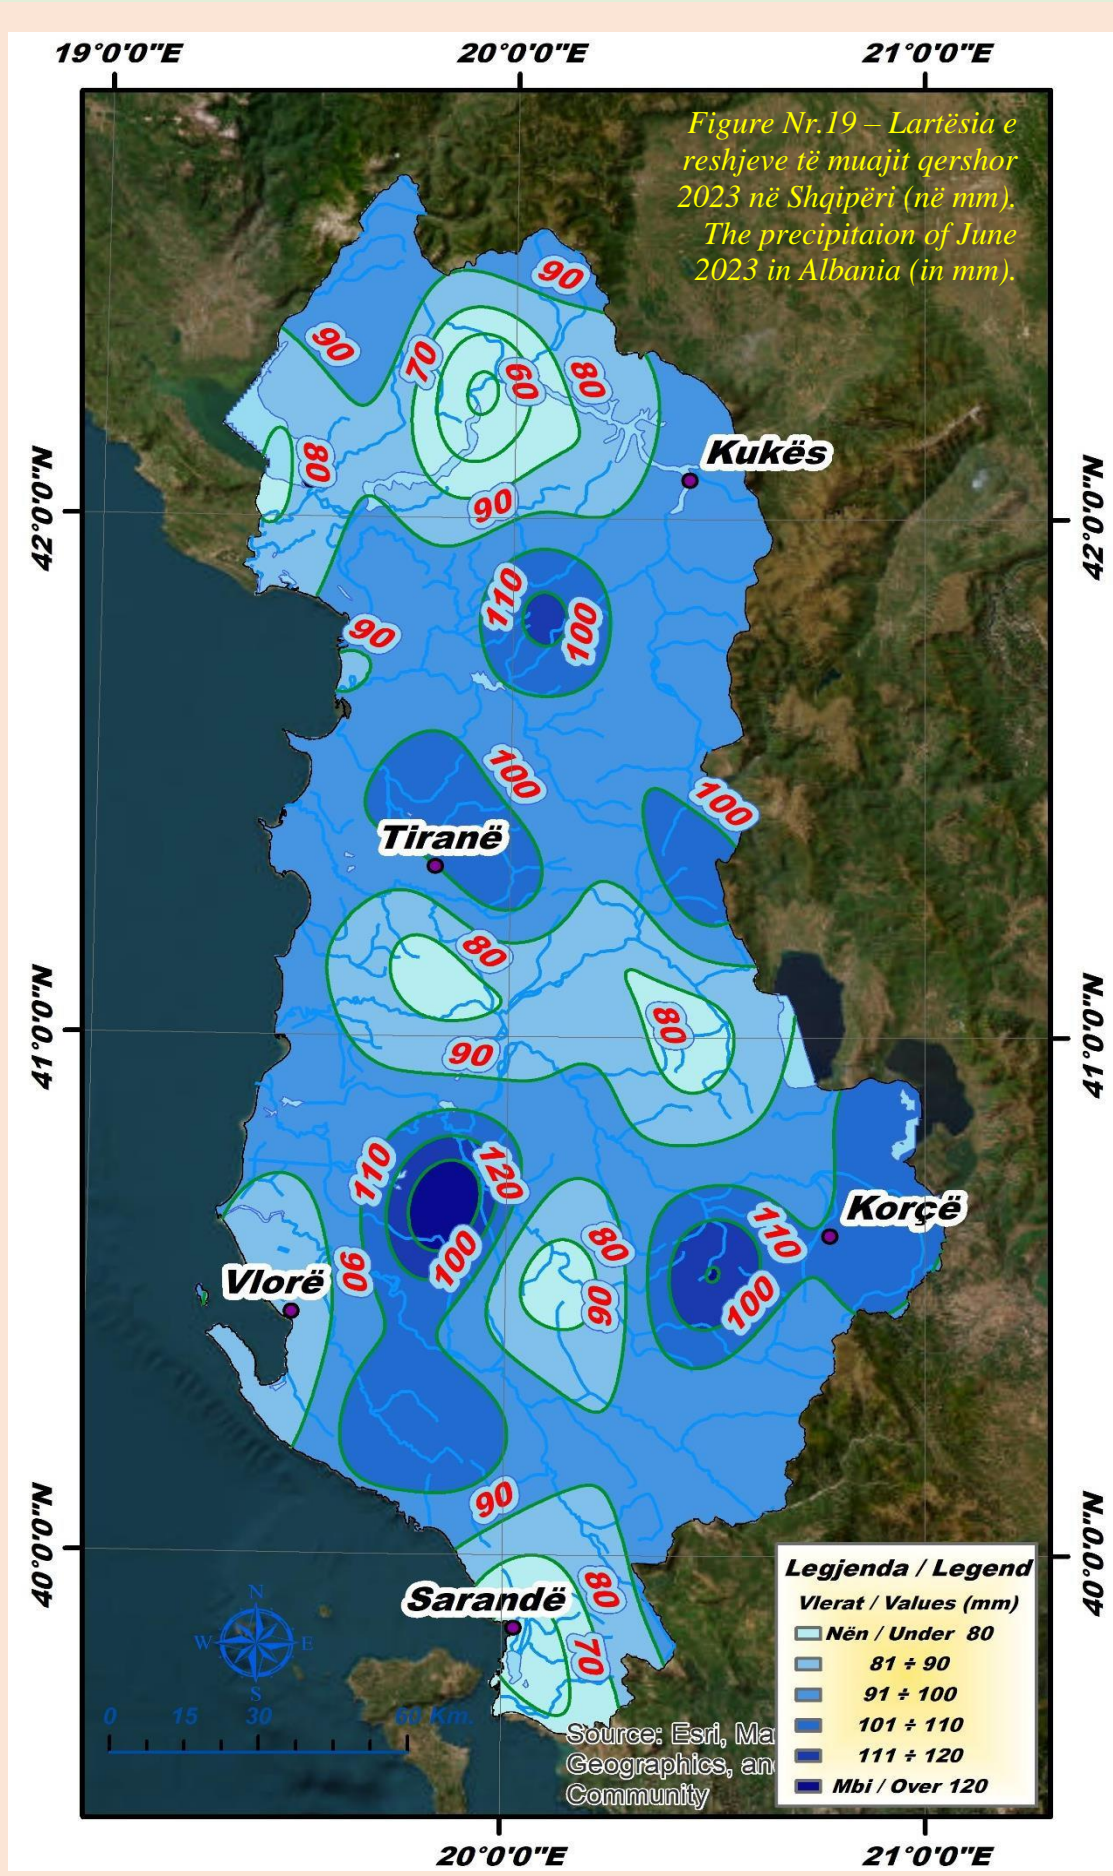 19°0'0"E 20°0'0"E 21°0'0"E
Figure Nr.19 – Lartësia e
reshjeve të muajit qershor
2023 në Shqipëri (në mm).
The precipitaion of June
2023 in Albania (in mm).
90
90
70
60
80
80
Kukës
42°0'0"N
42°0'0"N
90
110
100
90
100
100
Tiranë
80
80
41°0'0"N
41°0'0"N
90
110
120
100
80
110
Korçë
90
Vlorë
90
100
90
40°0'0"N
40°0'0"N
80
Sarandë
70
N
W E
S
0 15 30 60 Km.
Source: Esri, Ma
Geographics, an
Community
Legjenda / Legend
Vlerat / Values (mm)
Nën / Under 80
81 ÷ 90
91 ÷ 100
101 ÷ 110
111 ÷ 120
Mbi / Over 120
20°0'0"E 21°0'0"E